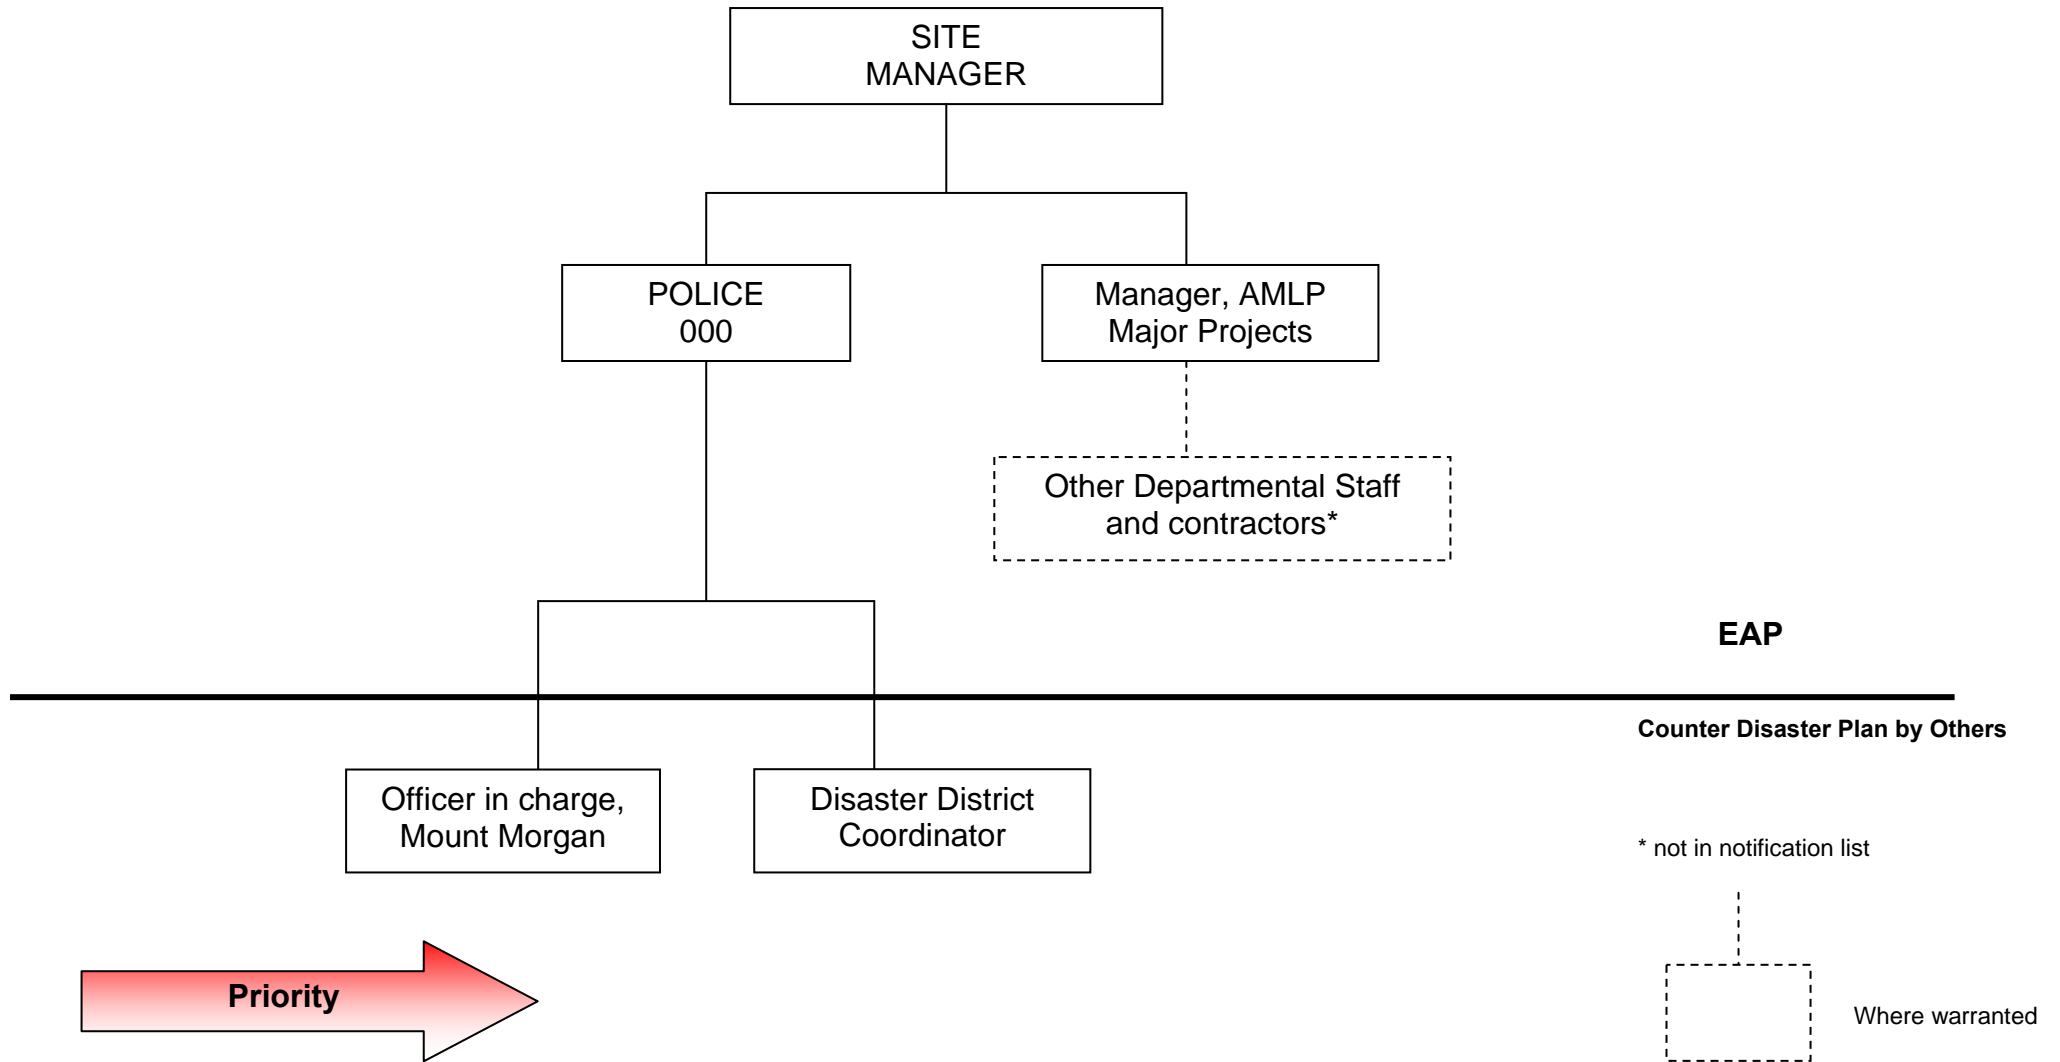 SITE
MANAGER
POLICE
000
Manager, AMLP
Major Projects
Other Departmental Staff
and contractors*
EAP
Counter Disaster Plan by Others
Officer in charge,
Mount Morgan
Disaster District
Coordinator
* not in notification list
Priority
Where warranted